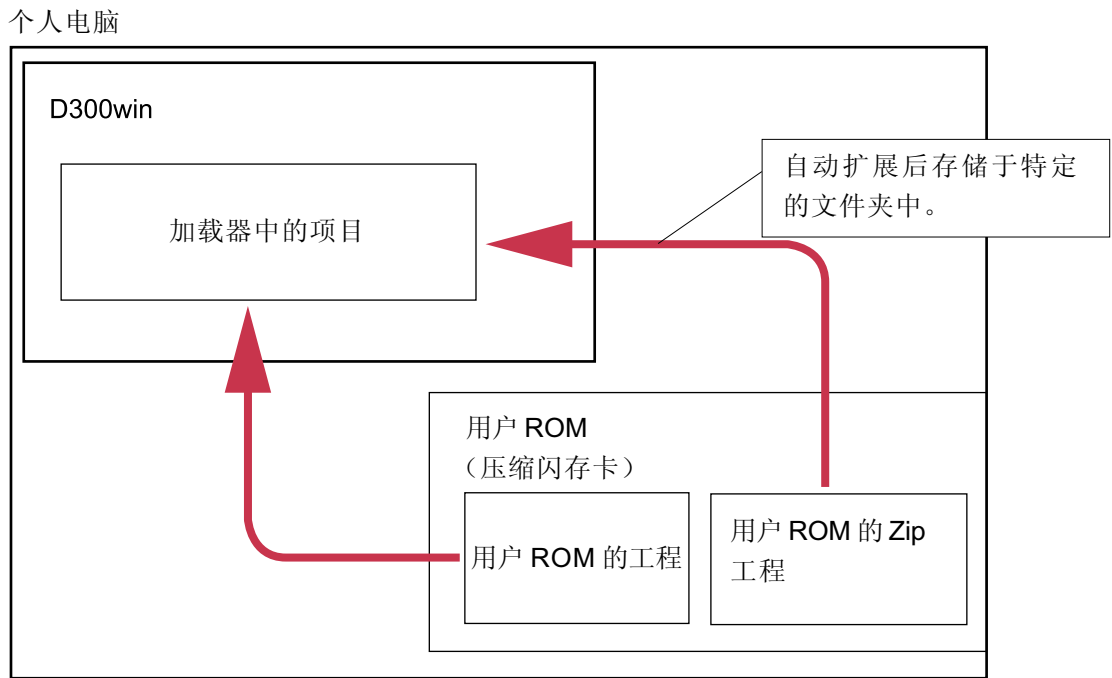 个人电脑
D300win
加载器中的项目
自动扩展后存储于特定
的文件夹中。
用户 ROM
（压缩闪存卡）
用户 ROM 的工程
用户 ROM 的 Zip
工程